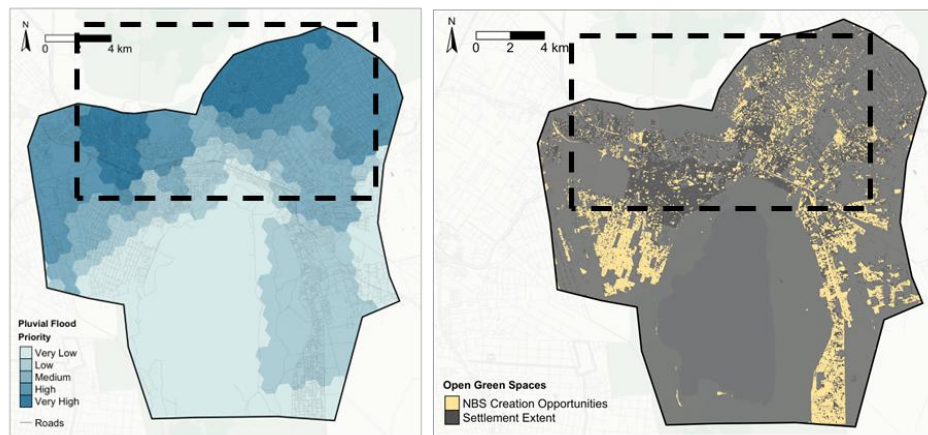 N
0 2 4 km
Pluvial Flood
Priority
Very Low
Low
Medium
High
Very High
Roads
N
0 2 4 km
Open Green Spaces
NBS Creation Opportunities
Settlement Extent